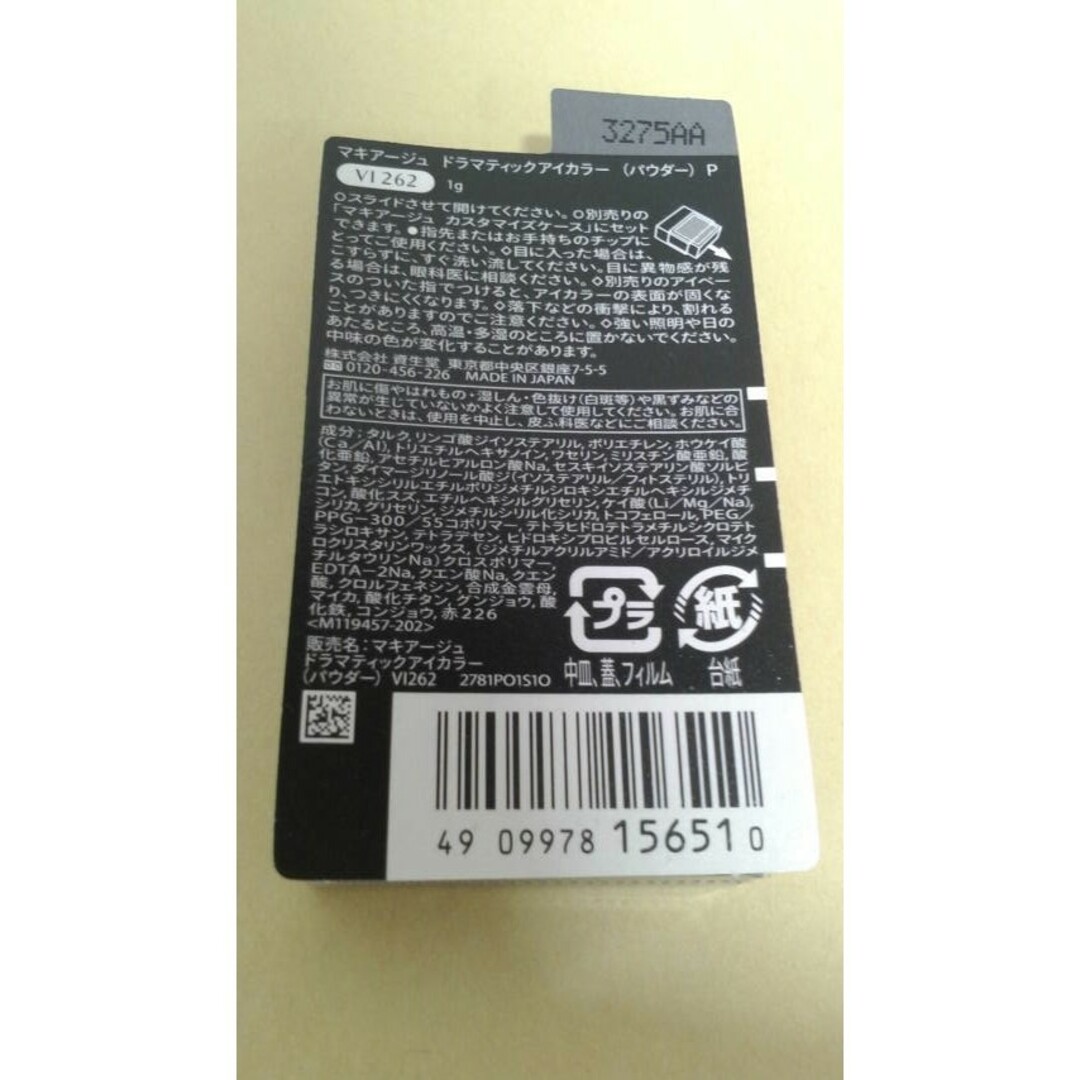 3275AA
マキアージュ ドラマティックアイカラー （パウダー） P
VI 262 1g
○スライドさせて開けてください。○別売りの
「マキアージュ カスタマイズケース」にセット
できます。●指先またはお手持ちのチップに
とってご使用ください。◇目に入った場合は、
こすらずに、すぐ洗い流してください。目に異物感が残
る場合は、眼科医に相談ください。◇別売りのアイベー
スのついた指でつけると、アイカラーの表面が固くな
り、つきにくくなります。◇落下などの衝撃により、割れる
ことがありますのでご注意ください。◇強い照明や日の
あたるところ、高温・多湿のところに置かないでください。
中味の色が変化することがあります。
株式会社 資生堂 東京都中央区銀座7-5-5
0120-456-226 MADE IN JAPAN
お肌に傷やはれもの・湿しん・色抜け（白斑等）や黒ずみなどの
異常が生じていないかよく注意して使用してください。お肌に合
わないときは、使用を中止し、皮ふ科医などにご相談ください。
成分：タルク, リンゴ酸ジイソステアリル, ポリエチレン, ホウケイ酸
（Ca／Al）, トリエチルヘキサノイン, ワセリン, ミリスチン酸亜鉛, 酸
化亜鉛, アセチルヒアルロン酸Na, セスキイソステアリン酸ソルビ
タン, ダイマージリノール酸ジ（イソステアリル／フィトステリル）, トリ
エトキシシリルエチルポリジメチルシロキシエチルヘキシルジメチ
コン, 酸化スズ, エチルヘキシルグリセリン, ケイ酸（Li／Mg／Na）,
シリカ, グリセリン, ジメチルシリル化シリカ, トコフェロール, PEG／
PPG－300／55コポリマー, テトラヒドロテトラメチルシクロテト
ラシロキサン, テトラデセン, ヒドロキシプロピルセルロース, マイク
ロクリスタリンワックス, （ジメチルアクリルアミド／アクリロイルジメ
チルタウリンNa）クロスポリマー,
EDTA－2Na, クエン酸Na, クエン
酸, クロルフェネシン, 合成金雲母,
マイカ, 酸化チタン, グンジョウ, 酸
化鉄, コンジョウ, 赤226
<M119457-202>
販売名：マキアージュ
ドラマティックアイカラー
（パウダー） VI262 2781PO1S1O
プラ
中皿、蓋、フィルム
紙
台紙
49 09978 15651 0